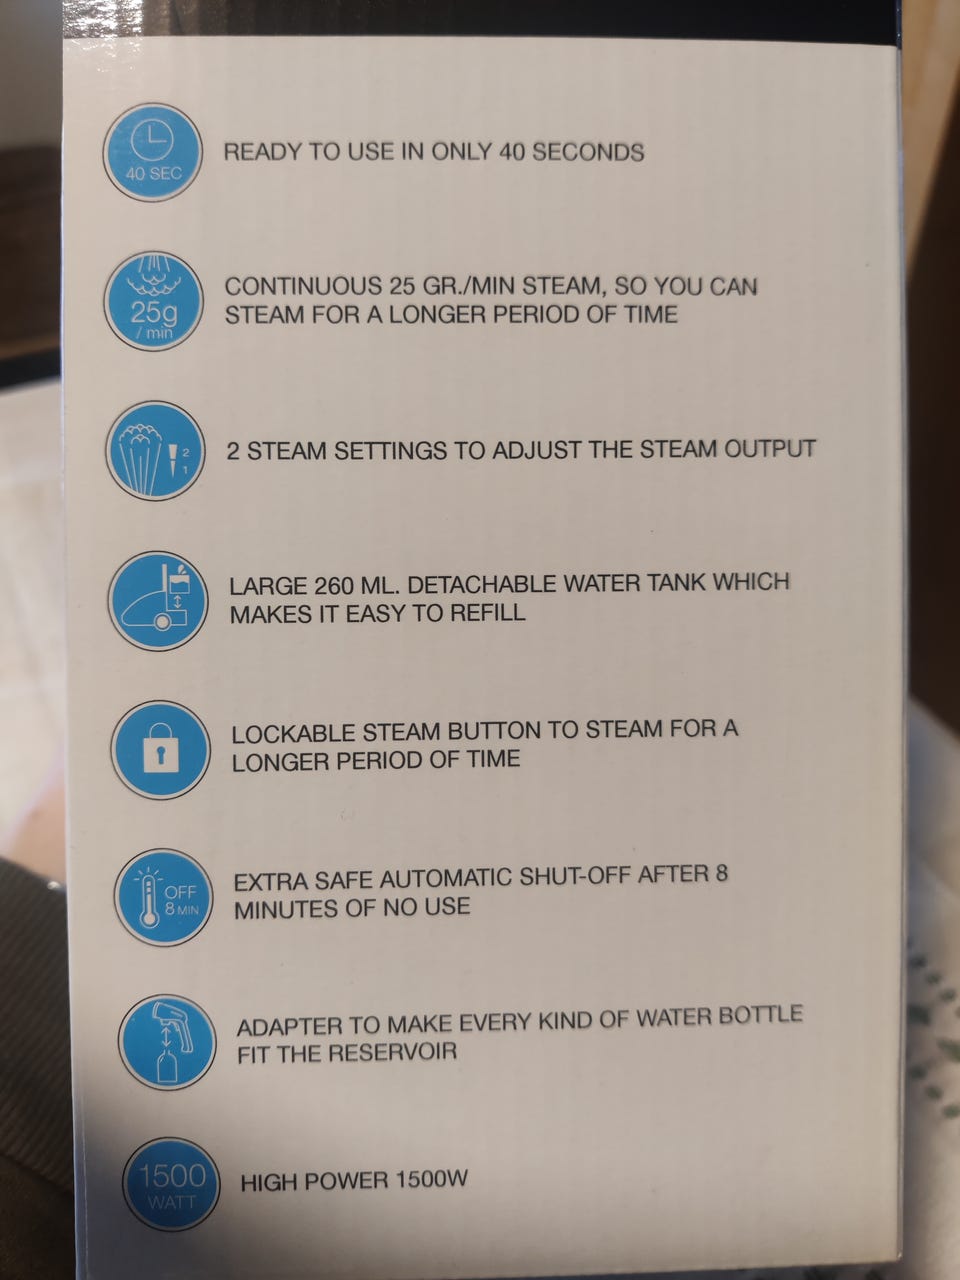 40 SEC
READY TO USE IN ONLY 40 SECONDS
25g
/ min
CONTINUOUS 25 GR./MIN STEAM, SO YOU CAN
STEAM FOR A LONGER PERIOD OF TIME
2
1
2 STEAM SETTINGS TO ADJUST THE STEAM OUTPUT
LARGE 260 ML. DETACHABLE WATER TANK WHICH
MAKES IT EASY TO REFILL
LOCKABLE STEAM BUTTON TO STEAM FOR A
LONGER PERIOD OF TIME
OFF
8 MIN
EXTRA SAFE AUTOMATIC SHUT-OFF AFTER 8
MINUTES OF NO USE
ADAPTER TO MAKE EVERY KIND OF WATER BOTTLE
FIT THE RESERVOIR
1500
WATT
HIGH POWER 1500W